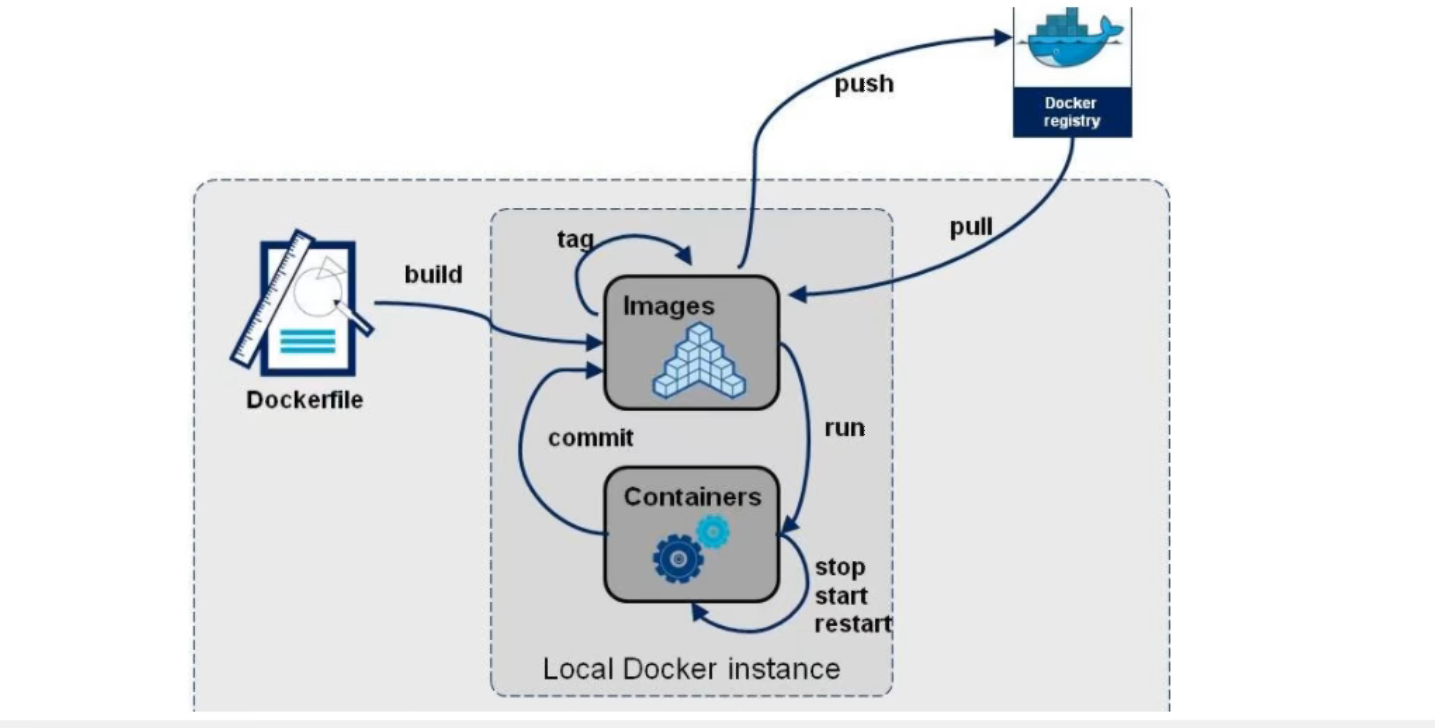 push
Docker
registry
pull
tag
build
Images
Dockerfile
commit
run
Containers
stop
start
restart
Local Docker instance